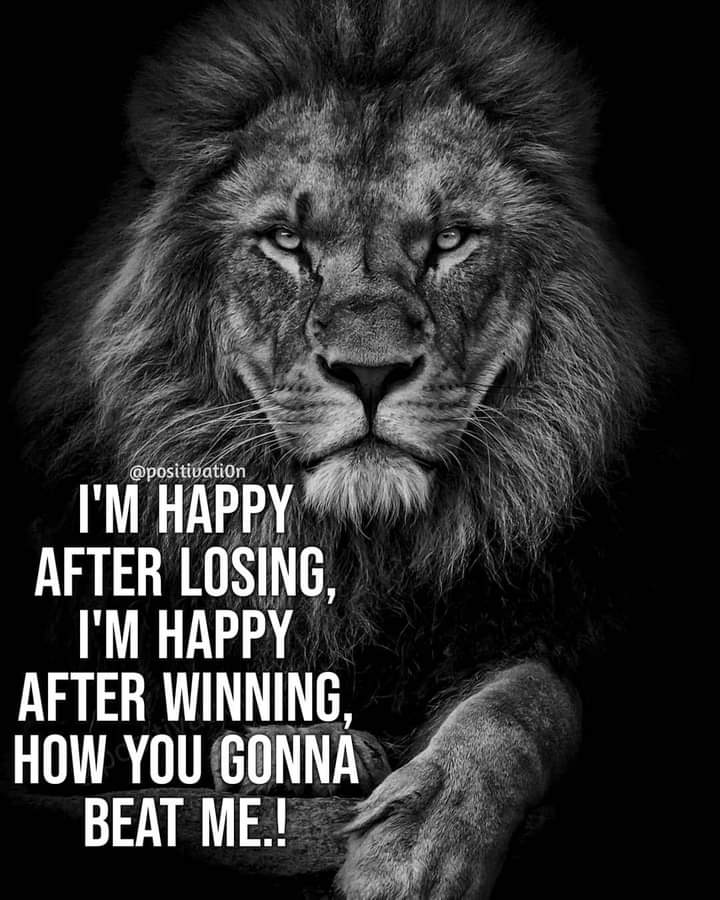 @positivati0n
I'M HAPPY
AFTER LOSING,
I'M HAPPY
AFTER WINNING,
HOW YOU GONNA
BEAT ME.!